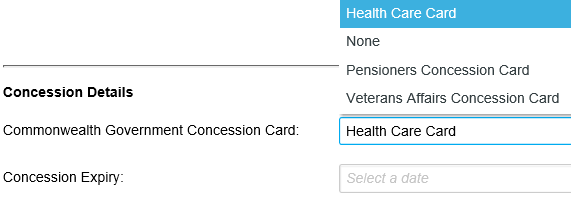 Health Care Card
None
Pensioners Concession Card
Veterans Affairs Concession Card
Concession Details
Commonwealth Government Concession Card: Health Care Card
Concession Expiry: Select a date